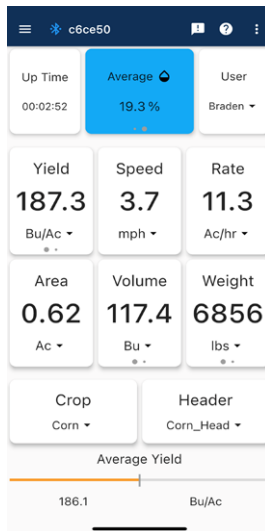 c6ce50
Up Time
00:02:52
Average
19.3 %
User
Braden
Yield
187.3
Bu/Ac
Speed
3.7
mph
Rate
11.3
Ac/hr
Area
0.62
Ac
Volume
117.4
Bu
Weight
6856
lbs
Crop
Corn
Header
Corn_Head
Average Yield
186.1 Bu/Ac